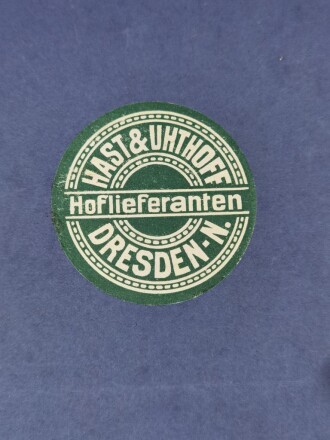 HAST & UHTHOFF
Hoflieferanten
DRESDEN-N.